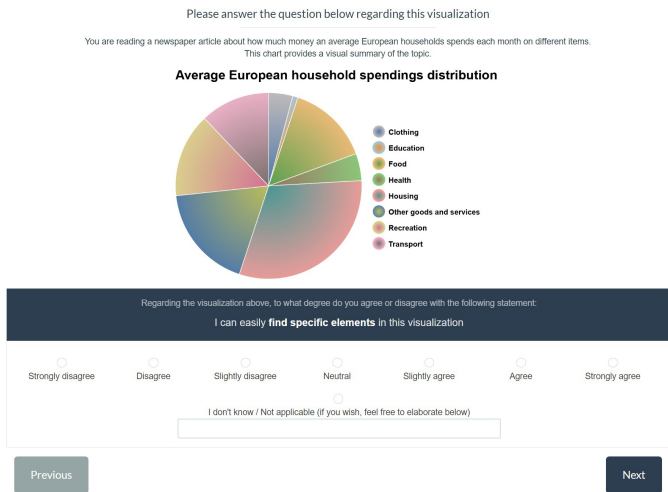 Please answer the question below regarding this visualization
You are reading a newspaper article about how much money an average European households spends each month on different items.
This chart provides a visual summary of the topic.
Average European household spendings distribution
Clothing
Education
Food
Health
Housing
Other goods and services
Recreation
Transport
Regarding the visualization above, to what degree do you agree or disagree with the following statement:
I can easily find specific elements in this visualization
Strongly disagree Disagree Slightly disagree Neutral Slightly agree Agree Strongly agree
I don't know / Not applicable (if you wish, feel free to elaborate below)
Previous Next